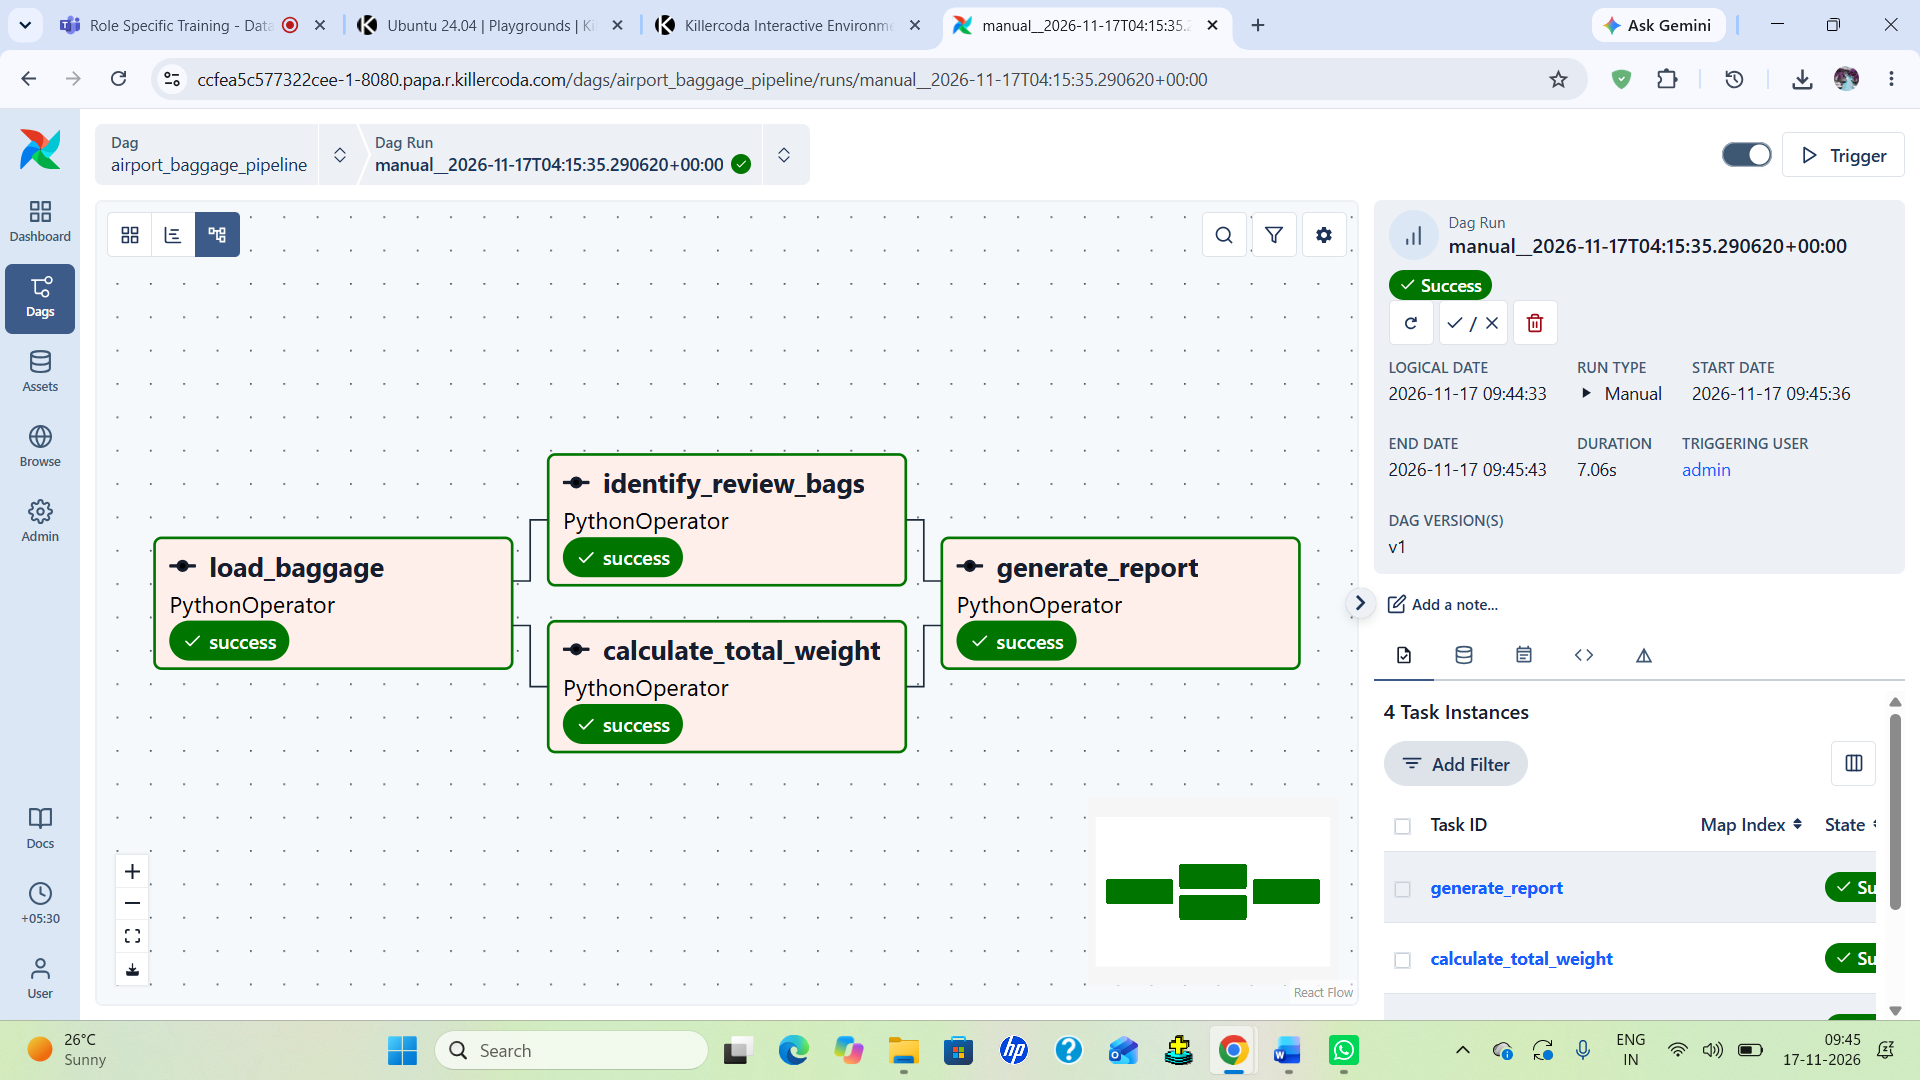 Role Specific Training - Data
Ubuntu 24.04 | Playgrounds | Ki
Killercoda Interactive Environme
manual__2026-11-17T04:15:35.2
Ask Gemini
ccfea5c577322cee-1-8080.papa.r.killercoda.com/dags/airport_baggage_pipeline/runs/manual__2026-11-17T04:15:35.290620+00:00
Dag
airport_baggage_pipeline
Dag Run
manual__2026-11-17T04:15:35.290620+00:00
Trigger
Dashboard
Dags
Assets
Browse
Admin
Docs
+05:30
User
load_baggage
PythonOperator
success
identify_review_bags
PythonOperator
success
calculate_total_weight
PythonOperator
success
generate_report
PythonOperator
success
React Flow
Dag Run
manual__2026-11-17T04:15:35.290620+00:00
Success
/
LOGICAL DATE
2026-11-17 09:44:33
RUN TYPE
Manual
START DATE
2026-11-17 09:45:36
END DATE
2026-11-17 09:45:43
DURATION
7.06s
TRIGGERING USER
admin
DAG VERSION(S)
v1
Add a note...
4 Task Instances
Add Filter
Task ID
Map Index
State
generate_report
Su
calculate_total_weight
Su
26°C
Sunny
Search
ENG
IN
09:45
17-11-2026